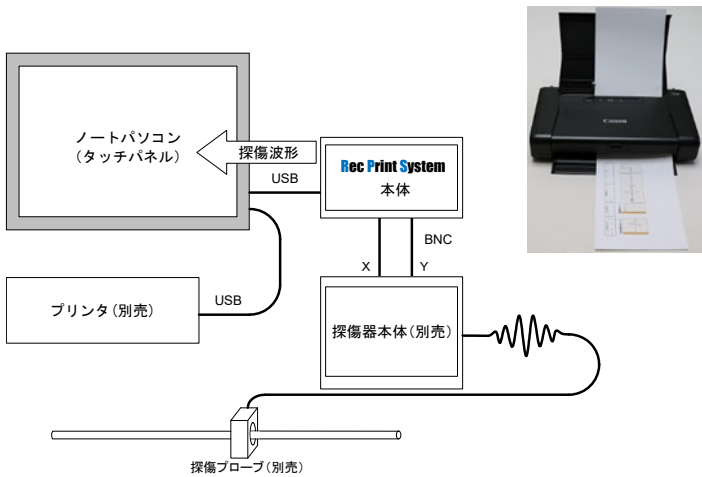 ノートパソコン
（タッチパネル）
探傷波形
USB
Rec Print System
本体
BNC
X
Y
プリンタ（別売）
USB
探傷器本体（別売）
探傷プローブ（別売）
Canon